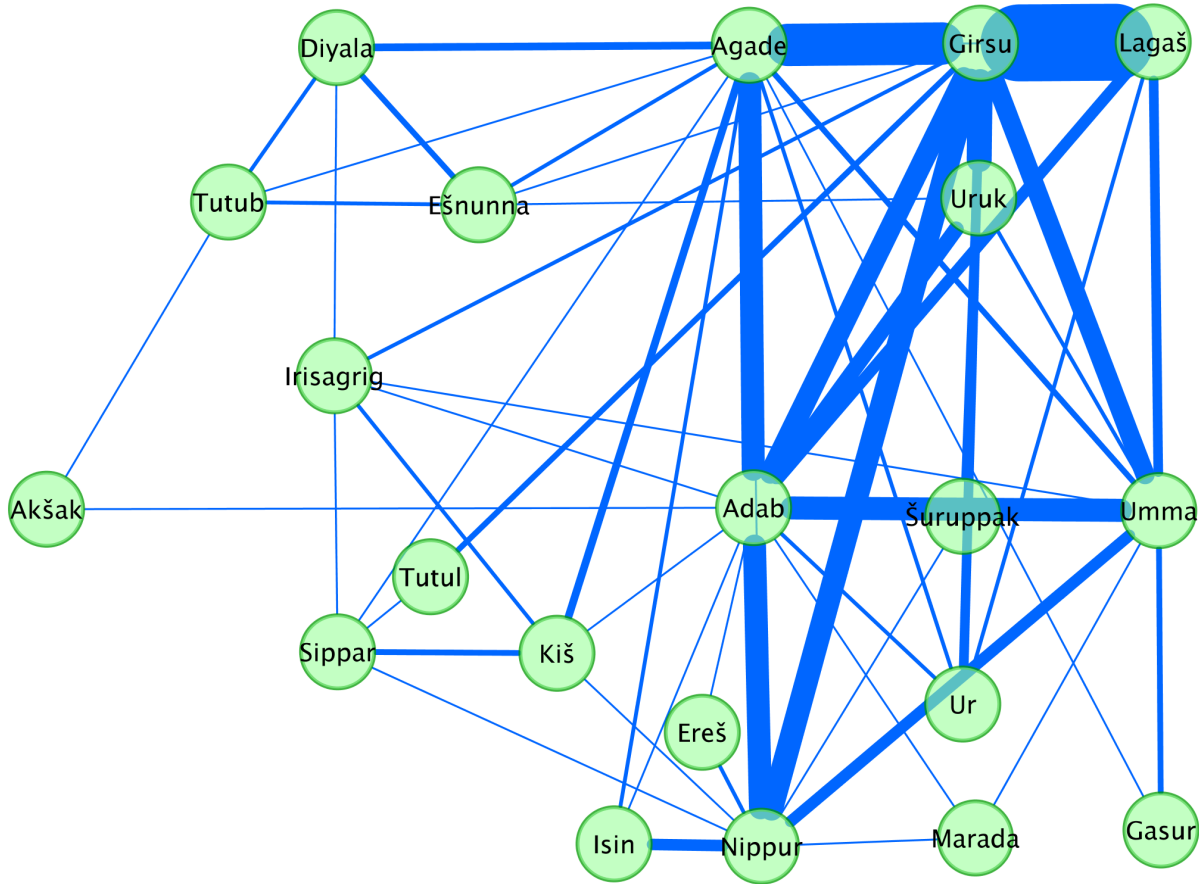 Diyala
Agade
Girsu
Lagaš
Tutub
Ešnunna
Uruk
Irisagrig
Akšak
Adab
Šuruppak
Umma
Tutul
Sippar
Kiš
Ereš
Ur
Isin
Nippur
Marada
Gasur